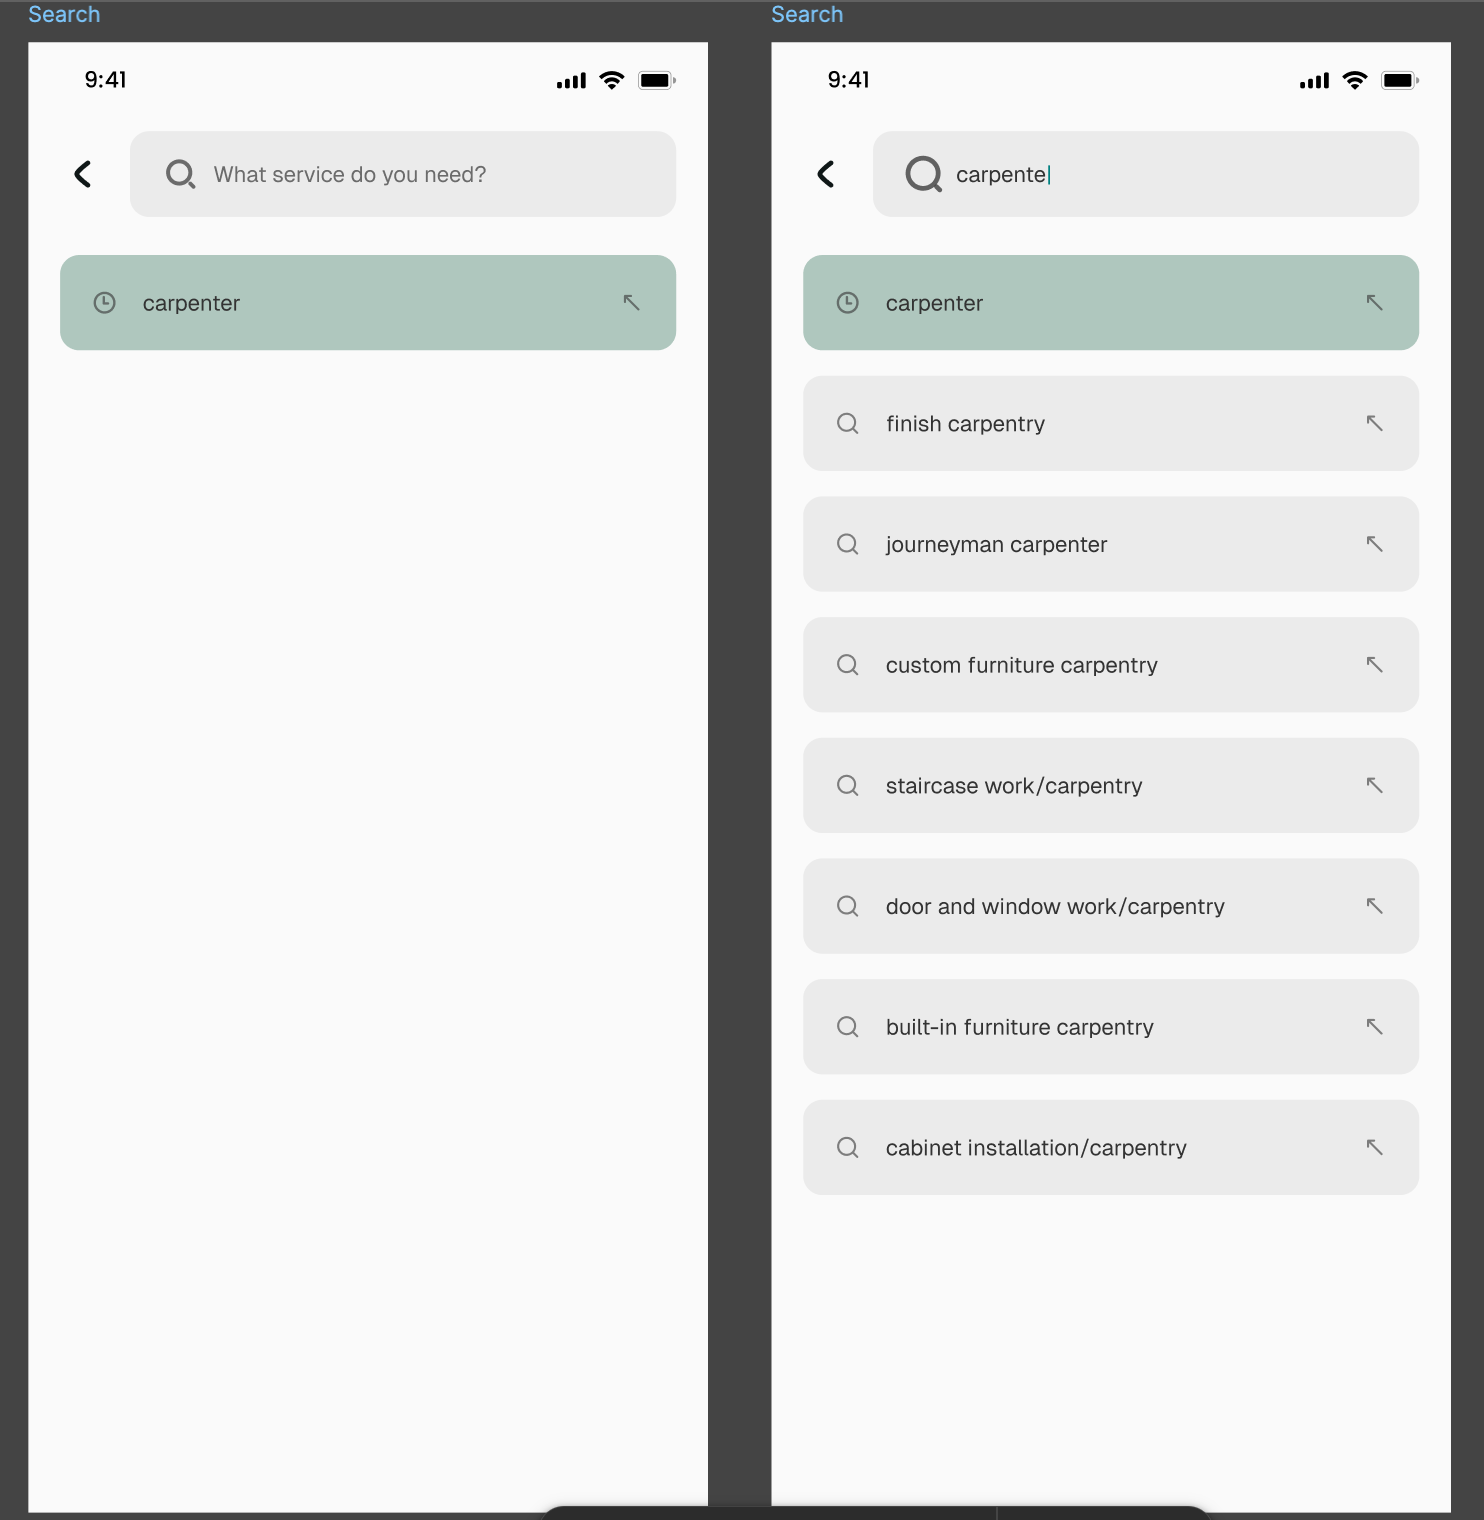 Search
9:41
What service do you need?
carpenter
Search
9:41
carpente
carpenter
finish carpentry
journeyman carpenter
custom furniture carpentry
staircase work/carpentry
door and window work/carpentry
built-in furniture carpentry
cabinet installation/carpentry